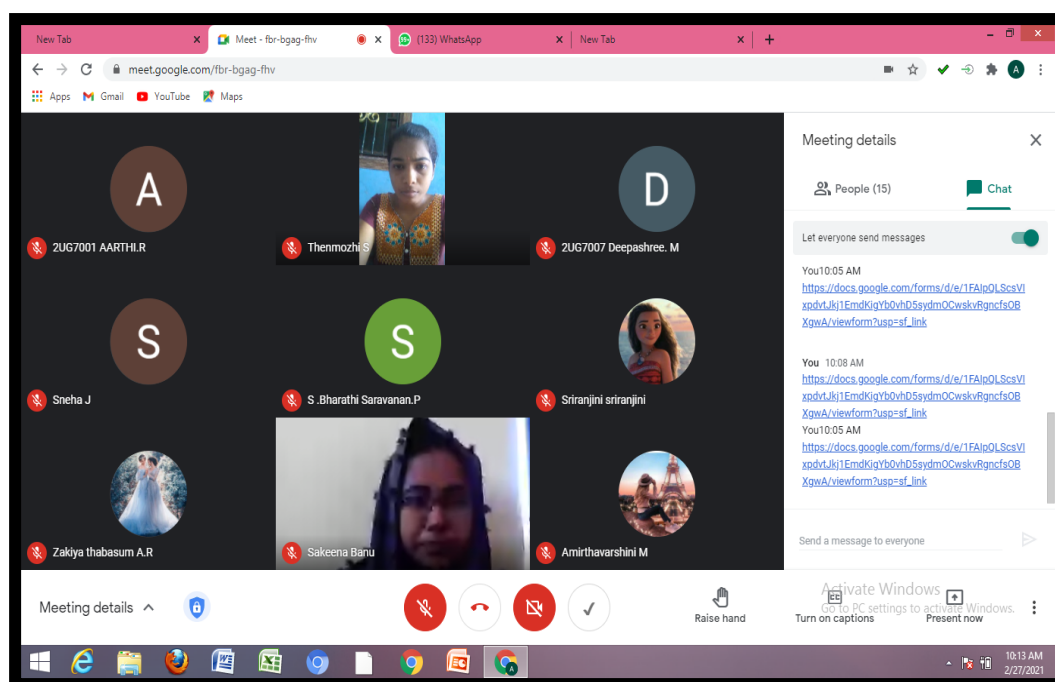 New Tab
Meet - fbr-bgag-fhv
(133) WhatsApp
New Tab
meet.google.com/fbr-bgag-fhv
A
Apps
Gmail
YouTube
Maps
A
Thenmozhi S
D
2UG7001 AARTHI.R
2UG7007 Deepashree. M
S
S
Sneha J
S .Bharathi Saravanan.P
Sriranjini sriranjini
Zakiya thabasum A.R
Sakeena Banu
Amirthavarshini M
Meeting details
People (15)
Chat
Let everyone send messages
You10:05 AM
https://docs.google.com/forms/d/e/1FAIpQLScsVI
xpdvtJkj1EmdKigYb0vhD5sydmOCwskvRgncfsOB
XgwA/viewform?usp=sf_link
You 10:08 AM
https://docs.google.com/forms/d/e/1FAIpQLScsVI
xpdvtJkj1EmdKigYb0vhD5sydmOCwskvRgncfsOB
XgwA/viewform?usp=sf_link
You10:05 AM
https://docs.google.com/forms/d/e/1FAIpQLScsVI
xpdvtJkj1EmdKigYb0vhD5sydmOCwskvRgncfsOB
XgwA/viewform?usp=sf_link
Send a message to everyone
Meeting details
Raise hand
Turn on captions
Present now
Activate Windows
Go to PC settings to activate Windows.
10:13 AM
2/27/2021